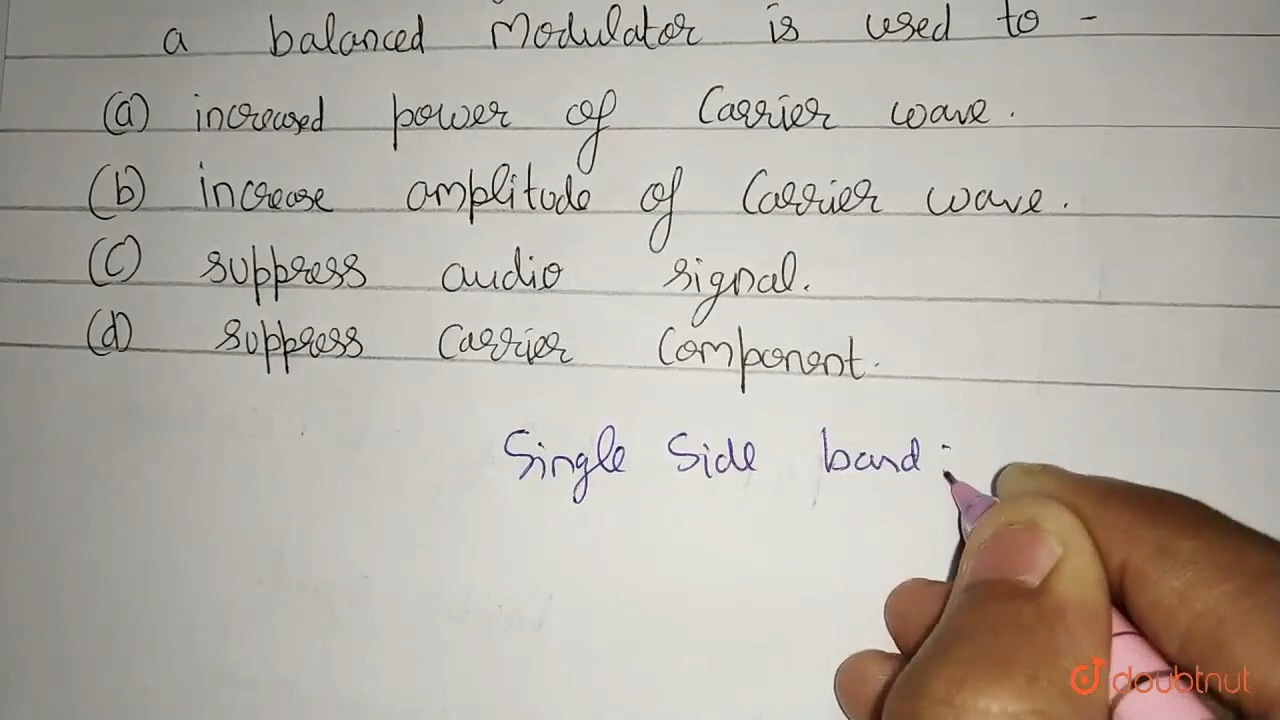 a balanced modulator is used to -
(a) increased power of carrier wave.
(b) increase amplitude of carrier wave.
(c) suppress audio signal.
(d) suppress carrier component.
Single side band :
doubtnut